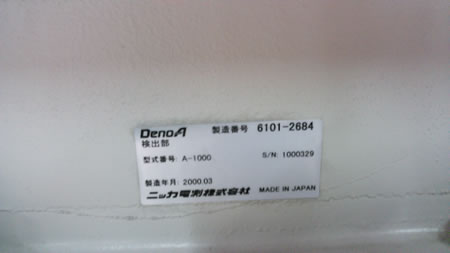 DenoA 製造番号 6101-2684
検出部
型式番号: A-1000 S/N: 1000329
製造年月: 2000.03
ニッカ電測株式会社 MADE IN JAPAN